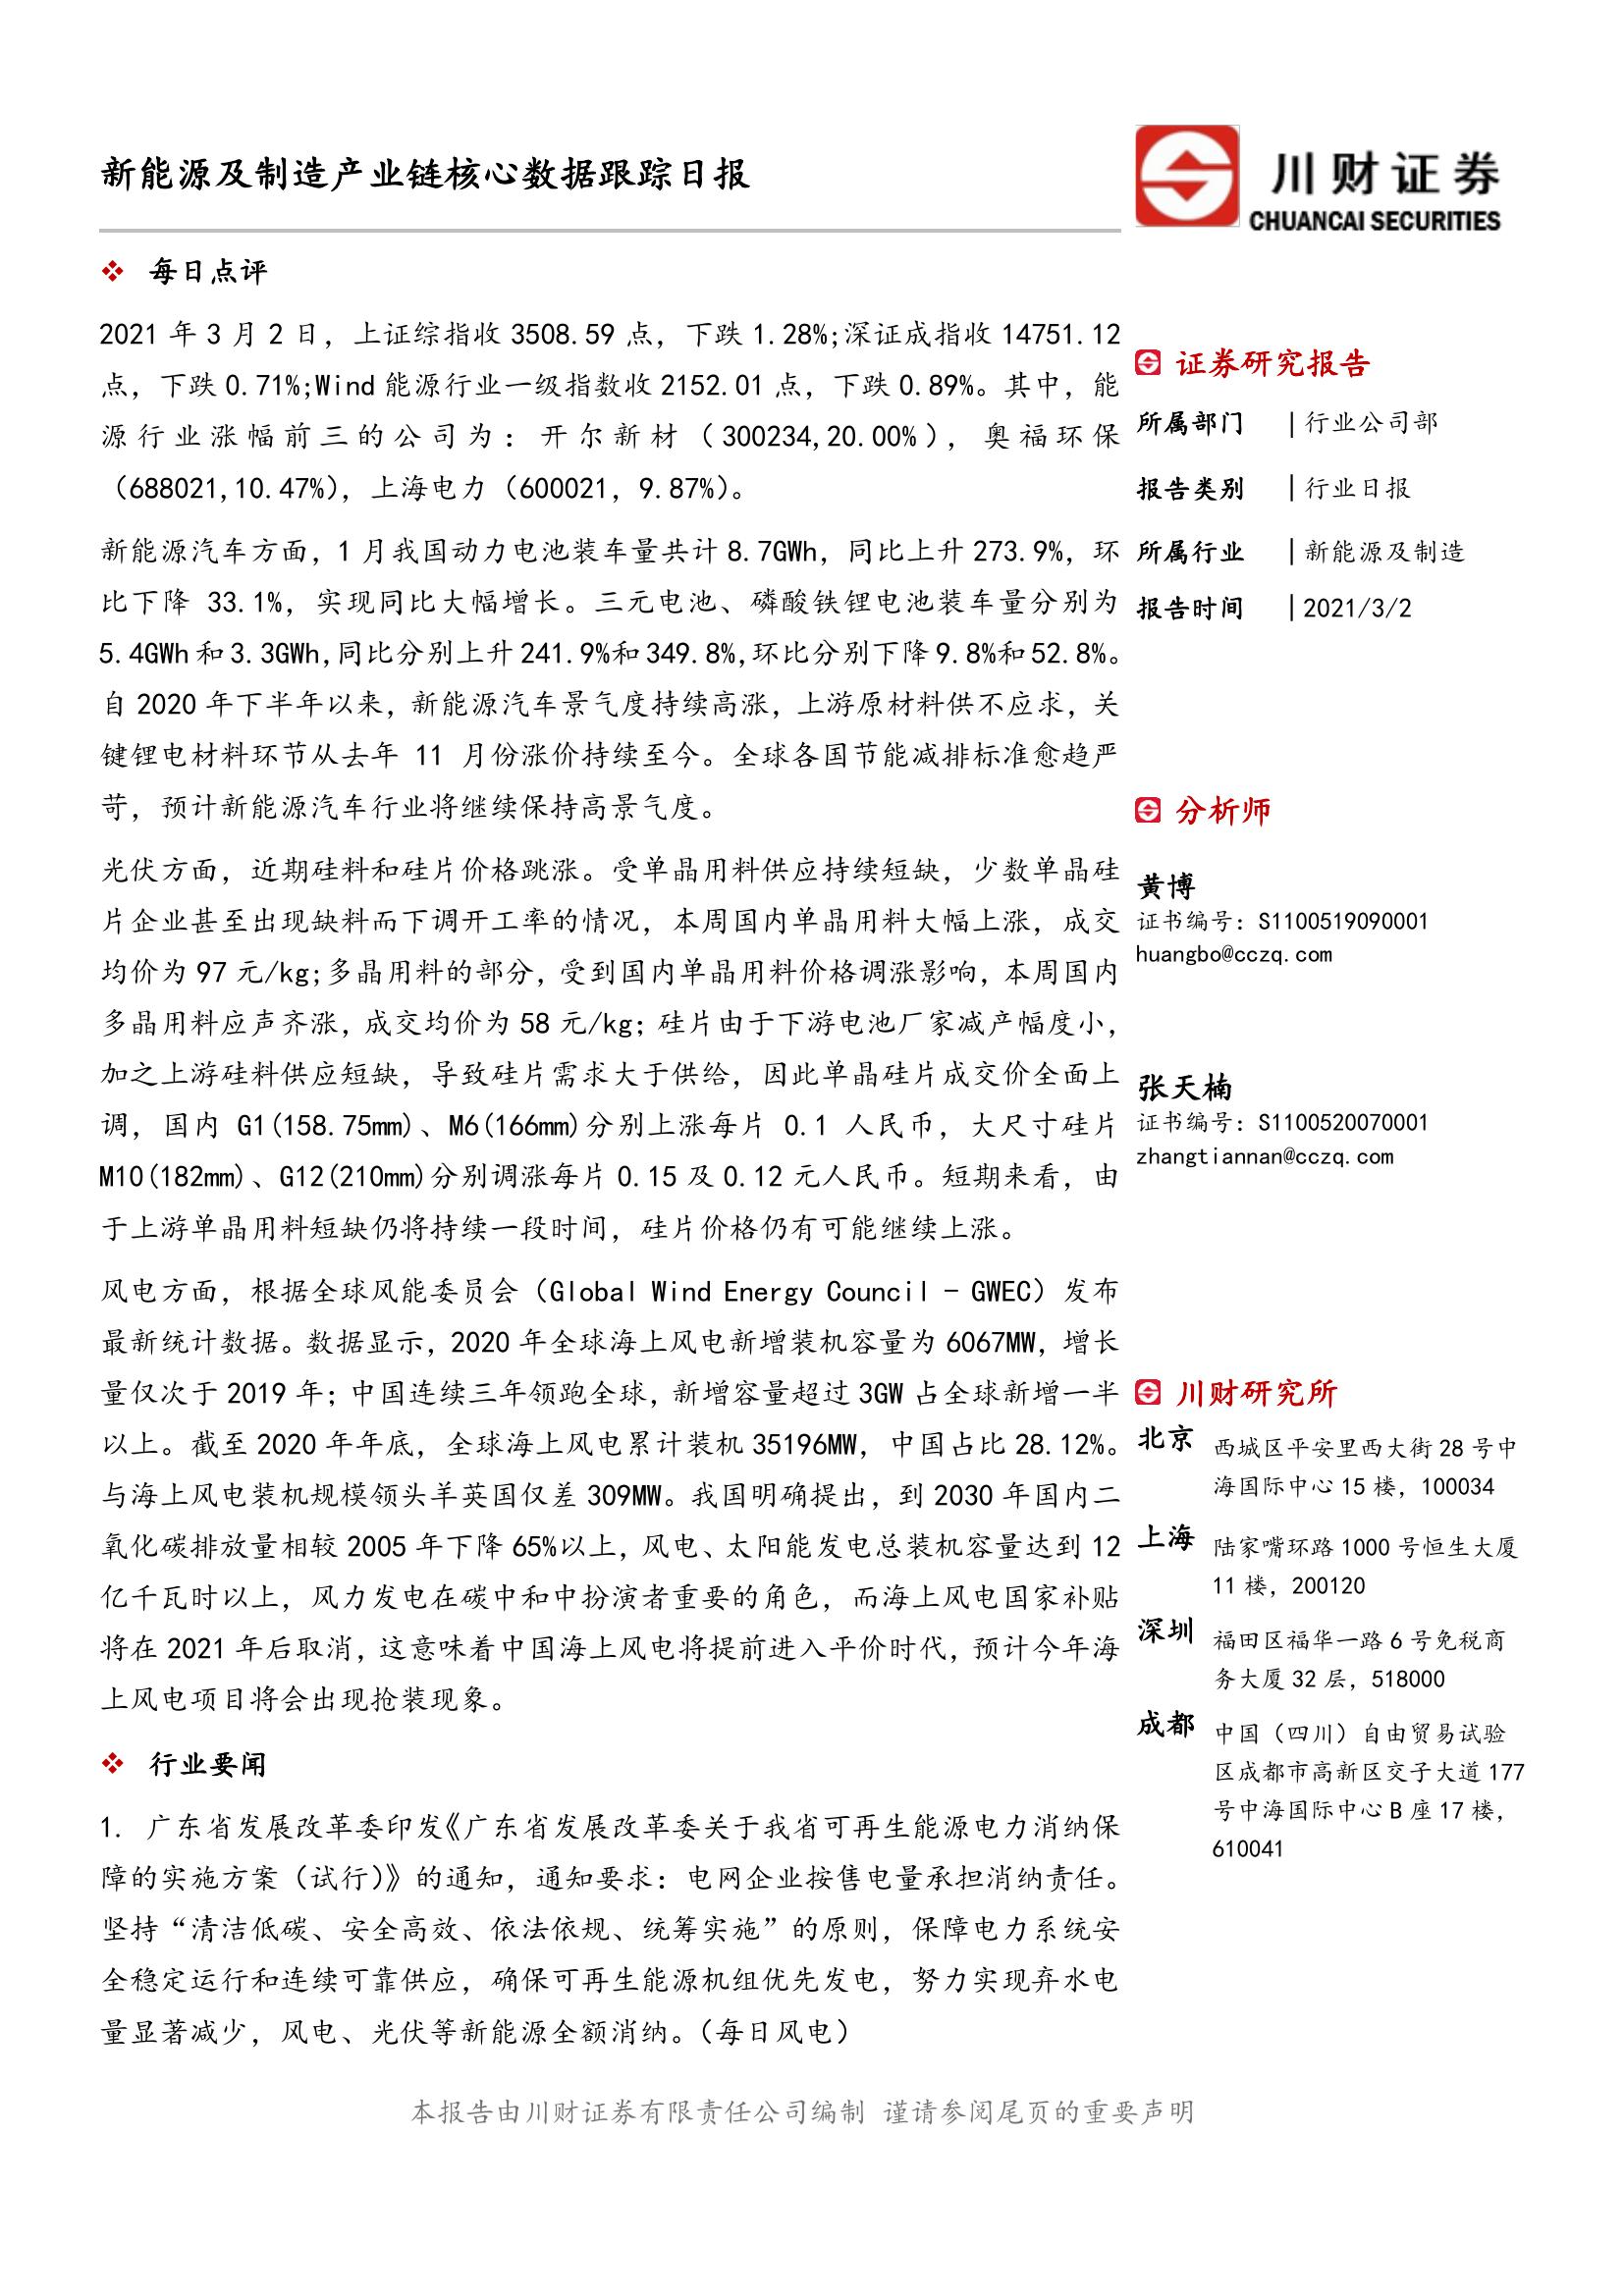 新能源及制造产业链核心数据跟踪日报
川财证券
CHUANCAI SECURITIES
每日点评
2021 年 3 月 2 日，上证综指收 3508.59 点，下跌 1.28%;深证成指收 14751.12
点，下跌 0.71%;Wind 能源行业一级指数收 2152.01 点，下跌 0.89%。其中，能
源行业涨幅前三的公司为：开尔新材（300234,20.00%），奥福环保
（688021,10.47%），上海电力（600021, 9.87%）。
新能源汽车方面，1 月我国动力电池装车量共计 8.7GWh，同比上升 273.9%，环
比下降 33.1%，实现同比大幅增长。三元电池、磷酸铁锂电池装车量分别为
5.4GWh 和 3.3GWh,同比分别上升 241.9%和 349.8%,环比分别下降 9.8%和 52.8%。
自 2020 年下半年以来，新能源汽车景气度持续高涨，上游原材料供不应求，关
键锂电材料环节从去年 11 月份涨价持续至今。全球各国节能减排标准愈趋严
苛，预计新能源汽车行业将继续保持高景气度。
光伏方面，近期硅料和硅片价格跳涨。受单晶用料供应持续短缺，少数单晶硅
片企业甚至出现缺料而下调开工率的情况，本周国内单晶用料大幅上涨，成交
均价为 97 元/kg;多晶用料的部分，受到国内单晶用料价格调涨影响，本周国内
多晶用料应声齐涨，成交均价为 58 元/kg；硅片由于下游电池厂家减产幅度小，
加之上游硅料供应短缺，导致硅片需求大于供给，因此单晶硅片成交价全面上
调，国内 G1(158.75mm)、M6(166mm)分别上涨每片 0.1 人民币，大尺寸硅片
M10(182mm)、G12(210mm)分别调涨每片 0.15 及 0.12 元人民币。短期来看，由
于上游单晶用料短缺仍将持续一段时间，硅片价格仍有可能继续上涨。
风电方面，根据全球风能委员会（Global Wind Energy Council - GWEC）发布
最新统计数据。数据显示，2020 年全球海上风电新增装机容量为 6067MW，增长
量仅次于 2019 年；中国连续三年领跑全球，新增容量超过 3GW 占全球新增一半
以上。截至 2020 年年底，全球海上风电累计装机 35196MW，中国占比 28.12%。
与海上风电装机规模领头羊英国仅差 309MW。我国明确提出，到 2030 年国内二
氧化碳排放量相较 2005 年下降 65%以上，风电、太阳能发电总装机容量达到 12
亿千瓦时以上，风力发电在碳中和中扮演者重要的角色，而海上风电国家补贴
将在 2021 年后取消，这意味着中国海上风电将提前进入平价时代，预计今年海
上风电项目将会出现抢装现象。
行业要闻
1. 广东省发展改革委印发《广东省发展改革委关于我省可再生能源电力消纳保
障的实施方案（试行）》的通知，通知要求：电网企业按售电量承担消纳责任。
坚持“清洁低碳、安全高效、依法依规、统筹实施”的原则，保障电力系统安
全稳定运行和连续可靠供应，确保可再生能源机组优先发电，努力实现弃水电
量显著减少，风电、光伏等新能源全额消纳。（每日风电）
证券研究报告
所属部门 | 行业公司部
报告类别 | 行业日报
所属行业 | 新能源及制造
报告时间 | 2021/3/2
分析师
黄博
证书编号：S1100519090001
huangbo@cczq.com
张天楠
证书编号：S1100520070001
zhangtiannan@cczq.com
川财研究所
北京 西城区平安里西大街 28 号中
海国际中心 15 楼，100034
上海 陆家嘴环路 1000 号恒生大厦
11 楼，200120
深圳 福田区福华一路 6 号免税商
务大厦 32 层，518000
成都 中国（四川）自由贸易试验
区成都市高新区交子大道 177
号中海国际中心 B 座 17 楼，
610041
本报告由川财证券有限责任公司编制 谨请参阅尾页的重要声明